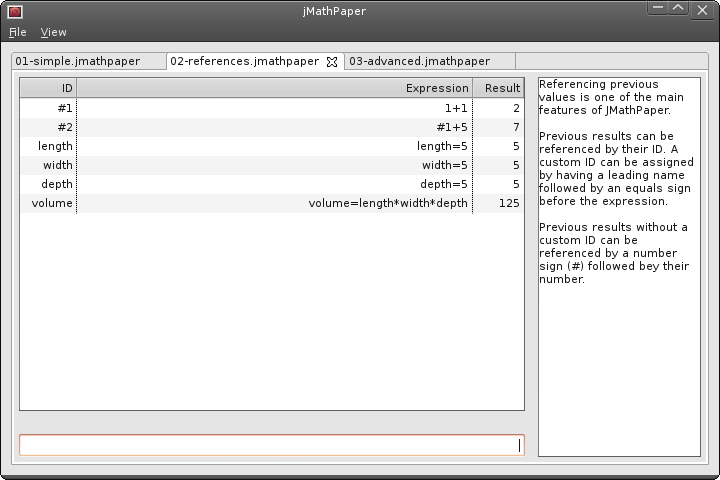 jMathPaper
File View
01-simple.jmathpaper 02-references.jmathpaper 03-advanced.jmathpaper
ID Expression Result
#1 1+1 2
#2 #1+5 7
length length=5 5
width width=5 5
depth depth=5 5
volume volume=length*width*depth 125
Referencing previous
values is one of the main
features of JMathPaper.
Previous results can be
referenced by their ID. A
custom ID can be assigned
by having a leading name
followed by an equals sign
before the expression.
Previous results without a
custom ID can be
referenced by a number
sign (#) followed bey their
number.